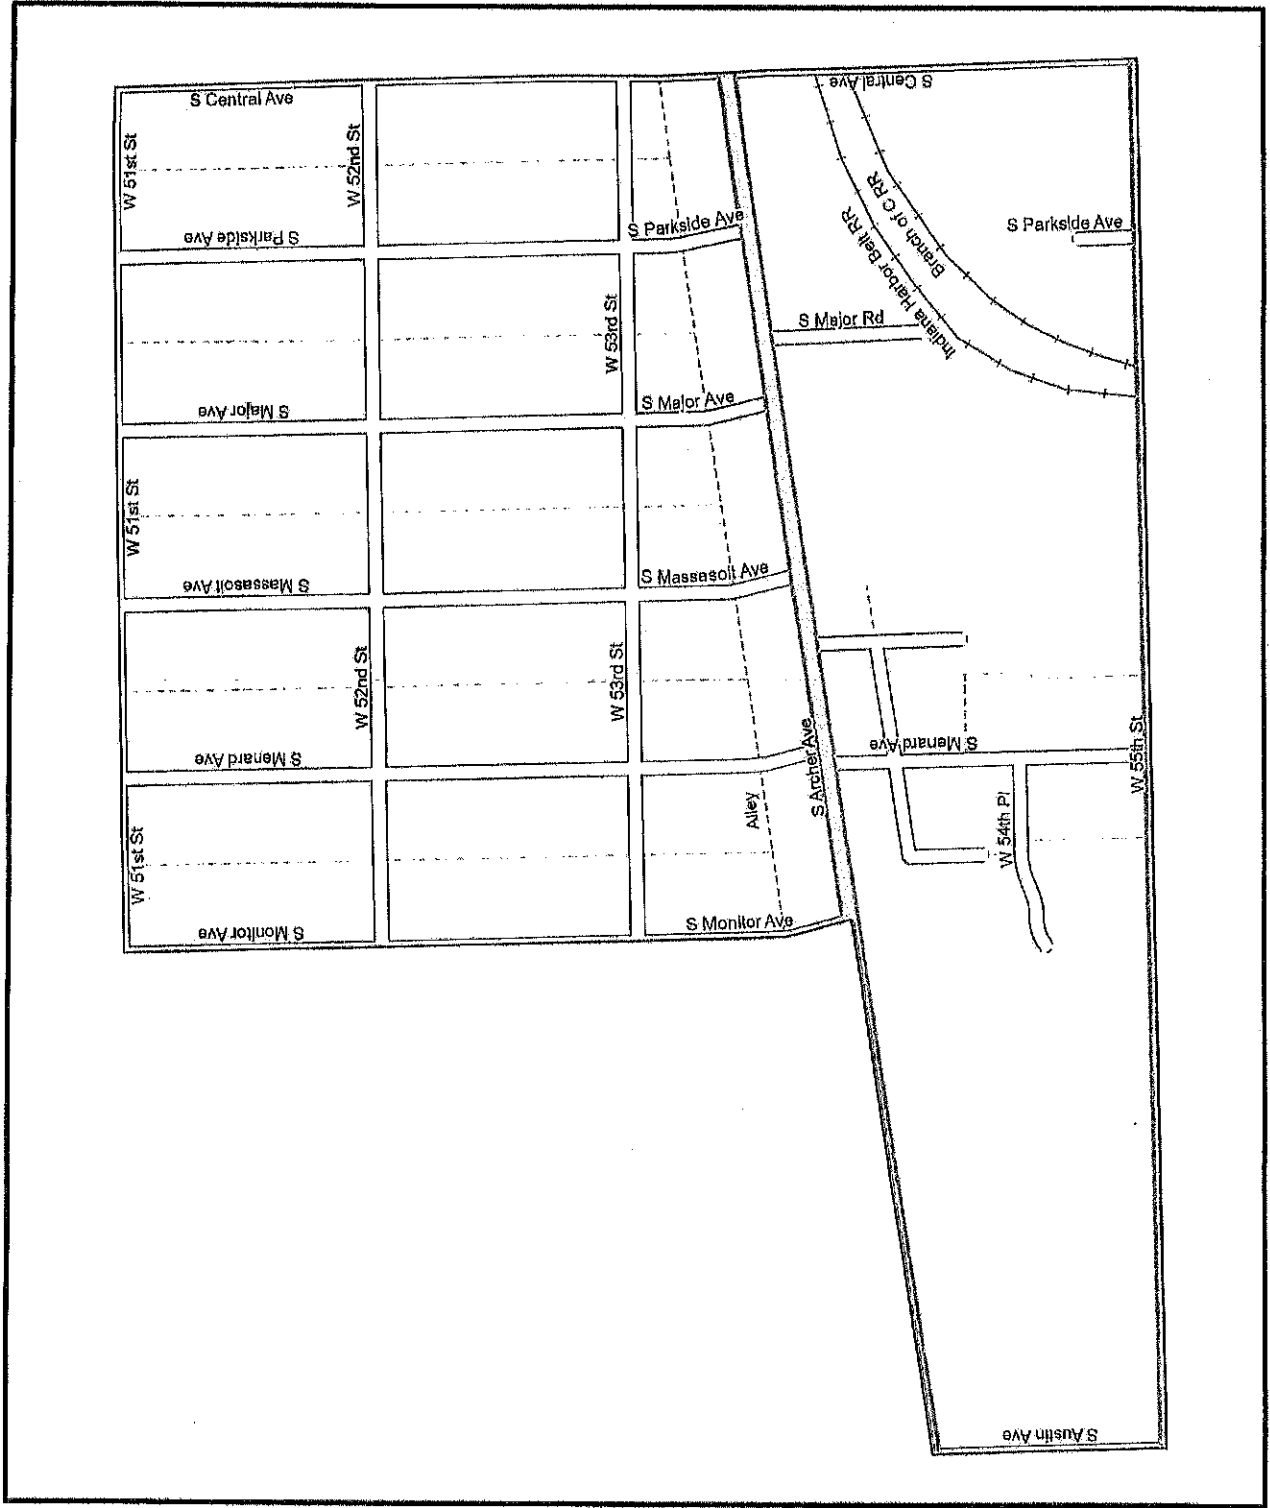 S Central Ave
S Central Ave
W 51st St
W 52nd St
S Parkside Ave
S Parkside Ave
S Parkside Ave
Branch of C RR
Indiana Harbor Belt RR
W 53rd St
S Major Rd
S Major Ave
S Major Ave
W 51st St
S Massasoit Ave
S Massasoit Ave
W 52nd St
W 53rd St
S Menard Ave
S Menard Ave
S Archer Ave
W 55th St
Alley
W 54th Pl
W 51st St
S Monitor Ave
S Monitor Ave
S Austin Ave